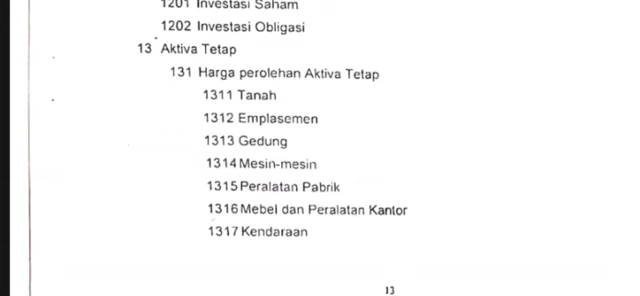 1201 Investasi Saham
1202 Investasi Obligasi
13 Aktiva Tetap
131 Harga perolehan Aktiva Tetap
1311 Tanah
1312 Emplasemen
1313 Gedung
1314 Mesin-mesin
1315 Peralatan Pabrik
1316 Mebel dan Peralatan Kantor
1317 Kendaraan
13